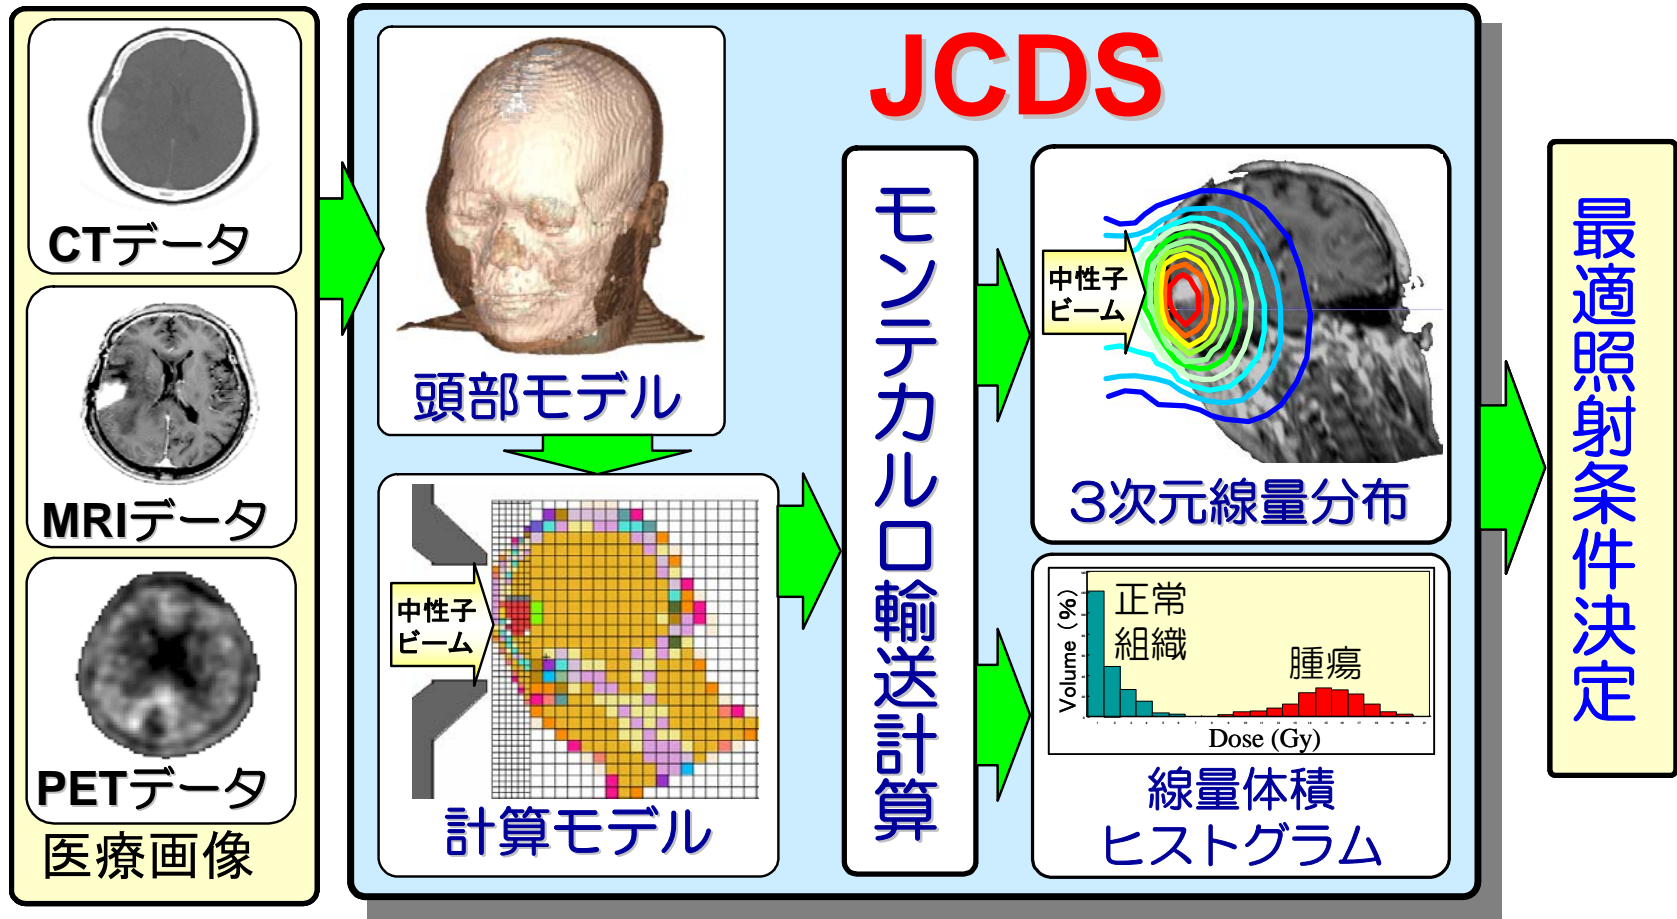 CTデータ
MRIデータ
PETデータ
医療画像
JCDS
頭部モデル
中性子
ビーム
計算モデル
モンテカルロ輸送計算
中性子
ビーム
3次元線量分布
Volume (%)
正常
組織
腫瘍
Dose (Gy)
線量体積
ヒストグラム
最適照射条件決定